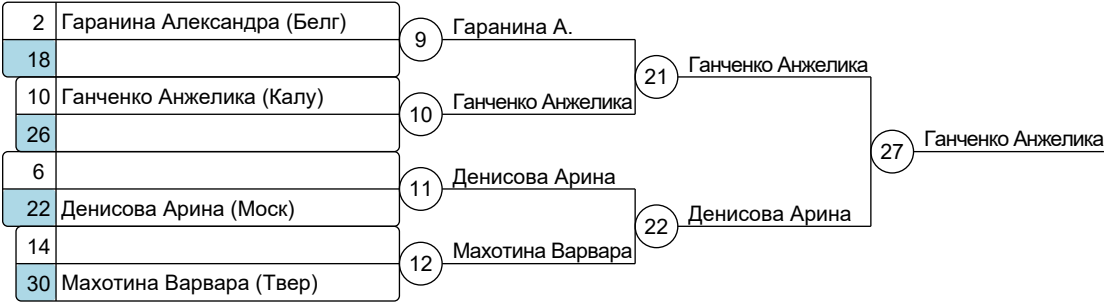 2 Гаранина Александра (Белг)
18
10 Ганченко Анжелика (Калу)
26
6
22 Денисова Арина (Моск)
14
30 Махотина Варвара (Твер)
9 Гаранина А.
10 Ганченко Анжелика
11 Денисова Арина
12 Махотина Варвара
21 Ганченко Анжелика
22 Денисова Арина
27 Ганченко Анжелика